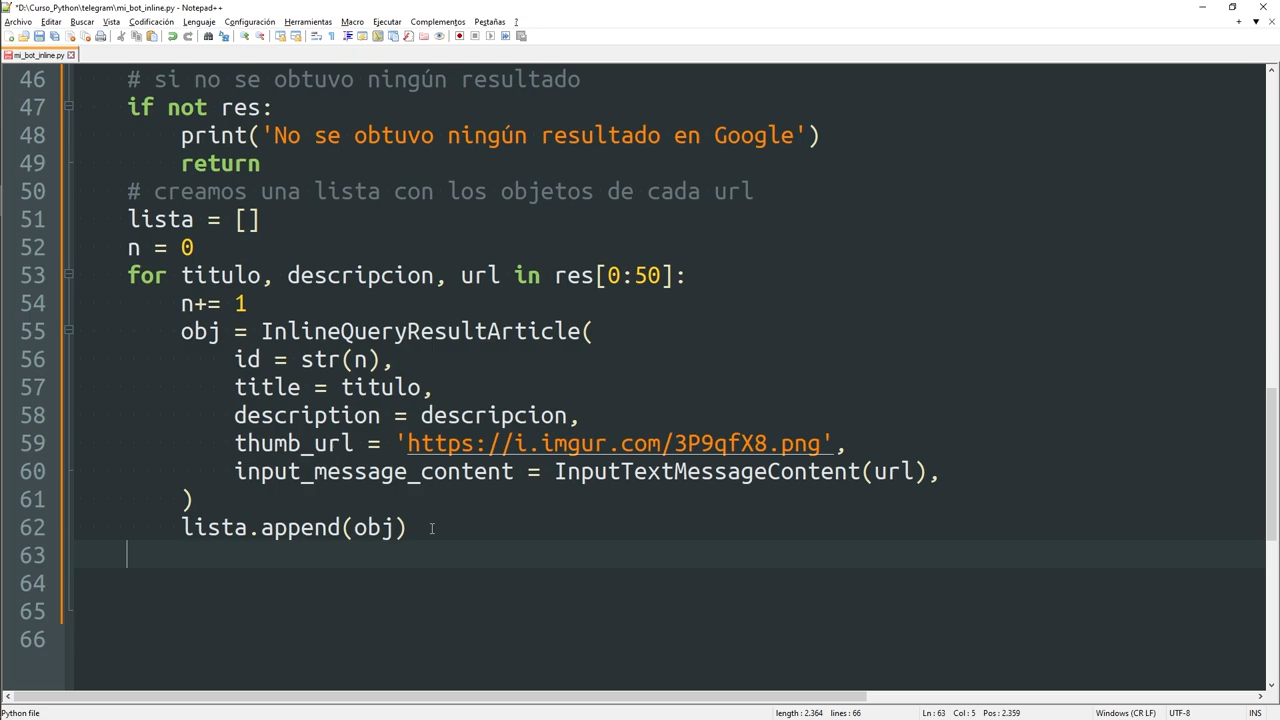 *D:\Curso_Python\telegram\mi_bot_inline.py - Notepad++
Archivo Editar Buscar Vista Codificación Lenguaje Configuración Herramientas Macro Ejecutar Complementos Pestañas ?
mi_bot_inline.py
46 # si no se obtuvo ningún resultado
47 if not res:
48 print('No se obtuvo ningún resultado en Google')
49 return
50 # creamos una lista con los objetos de cada url
51 lista = []
52 n = 0
53 for titulo, descripcion, url in res[0:50]:
54 n+= 1
55 obj = InlineQueryResultArticle(
56 id = str(n),
57 title = titulo,
58 description = descripcion,
59 thumb_url = 'https://i.imgur.com/3P9qfX8.png',
60 input_message_content = InputTextMessageContent(url),
61 )
62 lista.append(obj)
63
64
65
66
Python file length : 2.364 lines : 66 Ln : 63 Col : 5 Pos : 2.359 Windows (CR LF) UTF-8 INS